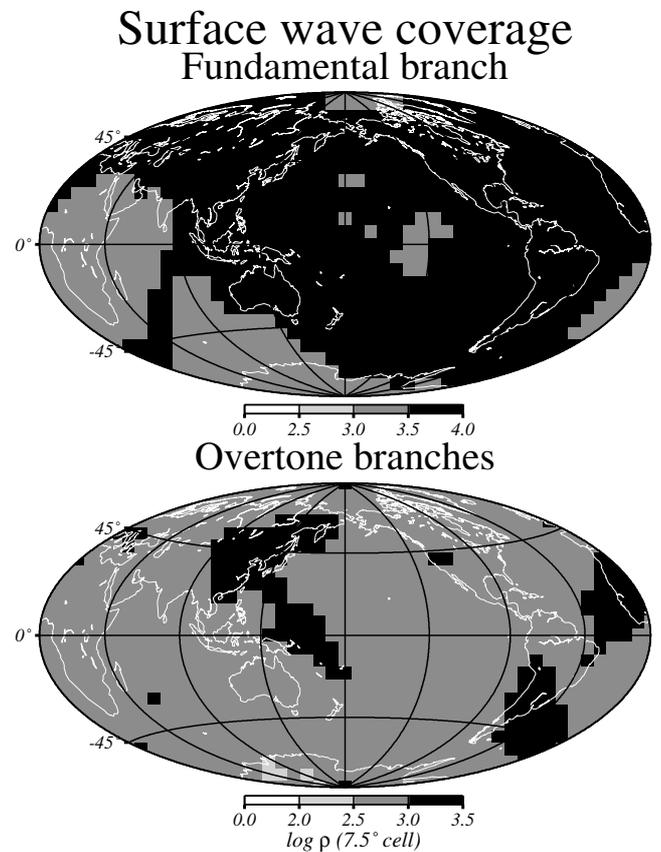 Surface wave coverage
Fundamental branch
45°
0°
-45
0.0 2.5 3.0 3.5 4.0
Overtone branches
45°
0°
-45
0.0 2.0 2.5 3.0 3.5
log ρ (7.5° cell)